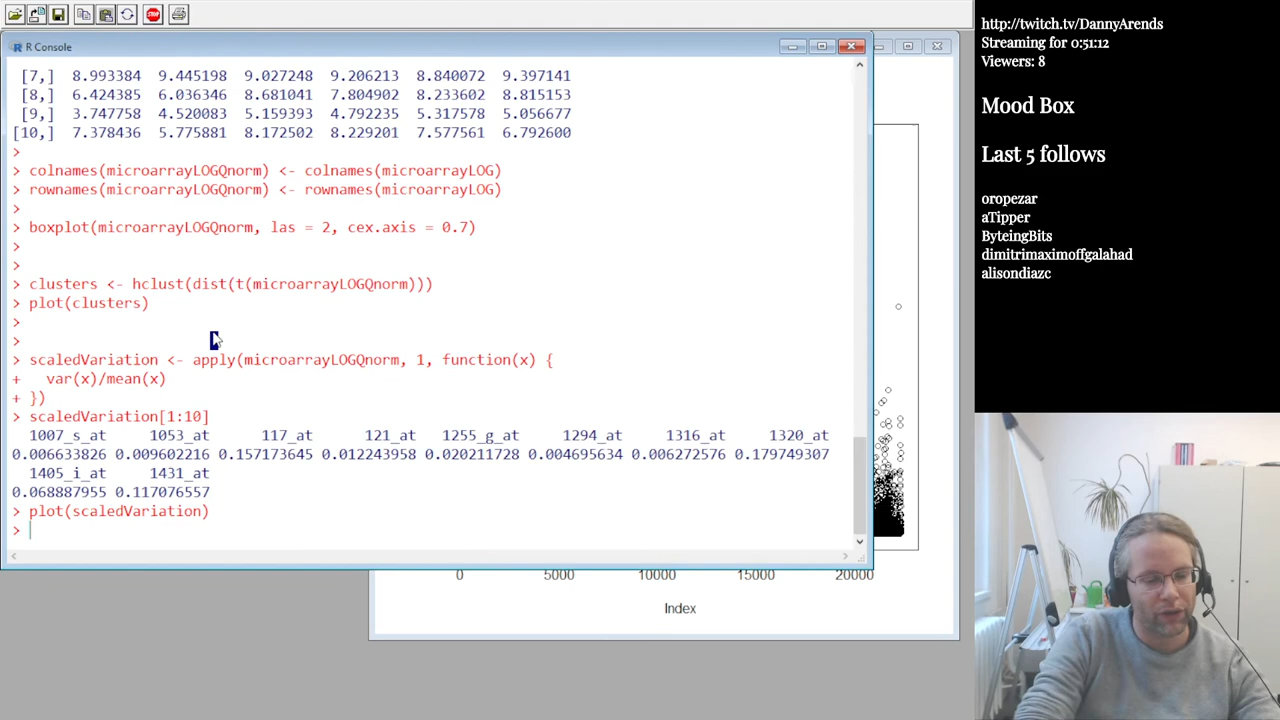 R Console
[7,] 8.993384 9.445198 9.027248 9.206213 8.840072 9.397141
[8,] 6.424385 6.036346 8.681041 7.804902 8.233602 8.815153
[9,] 3.747758 4.520083 5.159393 4.792235 5.317578 5.056677
[10,] 7.378436 5.775881 8.172502 8.229201 7.577561 6.792600
>
> colnames(microarrayLOGQnorm) <- colnames(microarrayLOG)
> rownames(microarrayLOGQnorm) <- rownames(microarrayLOG)
>
> boxplot(microarrayLOGQnorm, las = 2, cex.axis = 0.7)
>
>
> clusters <- hclust(dist(t(microarrayLOGQnorm)))
> plot(clusters)
>
>
> scaledVariation <- apply(microarrayLOGQnorm, 1, function(x) {
+ var(x)/mean(x)
+ })
> scaledVariation[1:10]
1007_s_at 1053_at 117_at 121_at 1255_g_at 1294_at 1316_at 1320_at
0.006633826 0.009602216 0.157173645 0.012243958 0.020211728 0.004695634 0.006272576 0.179749307
1405_i_at 1431_at
0.068887955 0.117076557
> plot(scaledVariation)
>
0 5000 10000 15000 20000
Index
STOP
http://twitch.tv/DannyArends
Streaming for 0:51:12
Viewers: 8
Mood Box
Last 5 follows
oropezar
aTipper
ByteingBits
dimitrimaximoffgalahad
alisondiazc